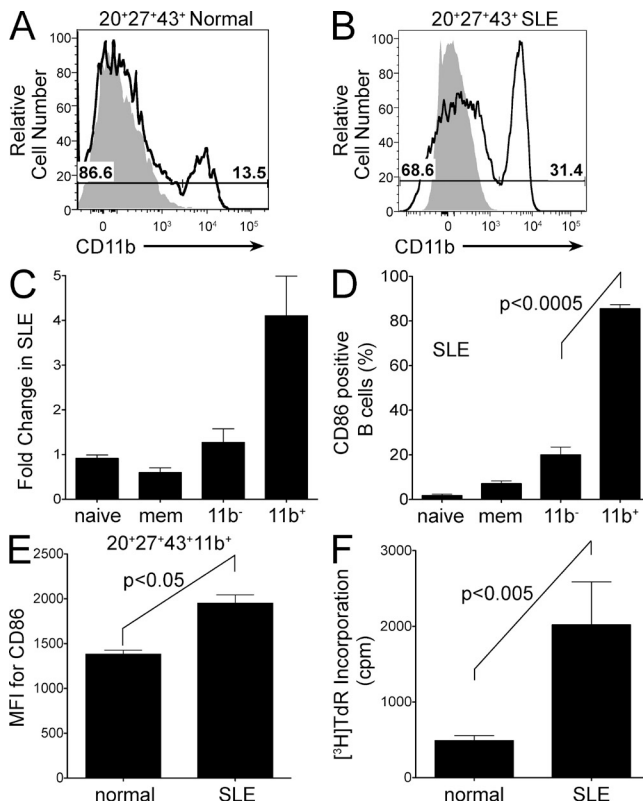 A
20⁺27⁺43⁺ Normal
Relative
Cell Number
100
80
60
40
20
0
86.6
13.5
0
10³
10⁴
10⁵
CD11b
B
20⁺27⁺43⁺ SLE
Relative
Cell Number
100
80
60
40
20
0
68.6
31.4
0
10³
10⁴
10⁵
CD11b
C
Fold Change in SLE
5
4
3
2
1
0
naive mem 11b⁻ 11b⁺
D
CD86 positive
B cells (%)
100
80
60
40
20
0
SLE
p<0.0005
naive mem 11b⁻ 11b⁺
E
20⁺27⁺43⁺11b⁺
MFI for CD86
2500
2000
1500
1000
500
0
p<0.05
normal SLE
F
[³H]TdR Incorporation
(cpm)
3000
2000
1000
0
p<0.005
normal SLE